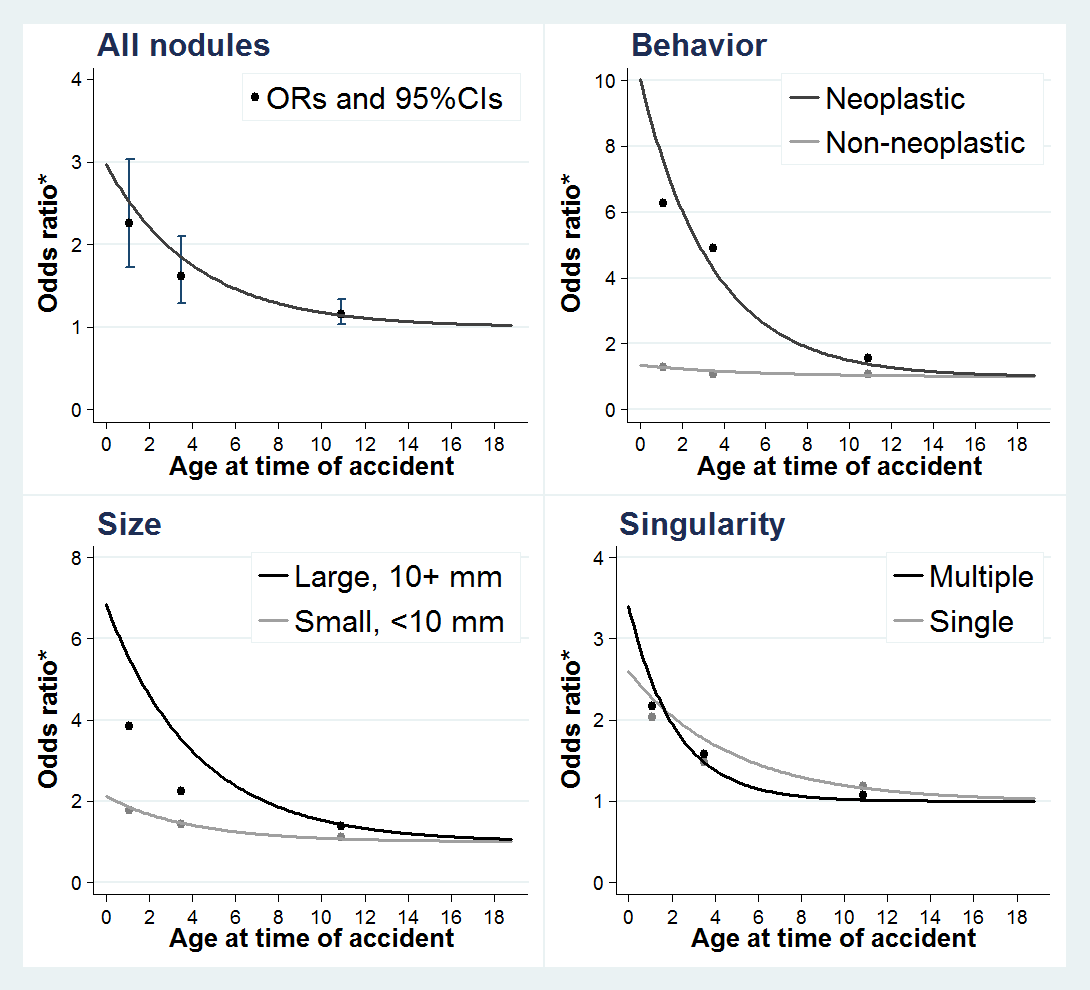 All nodules
4
3
2
1
0
Odds ratio*
ORs and 95%CIs
0 2 4 6 8 10 12 14 16 18
Age at time of accident
Behavior
10
8
6
4
2
0
Odds ratio*
Neoplastic
Non-neoplastic
0 2 4 6 8 10 12 14 16 18
Age at time of accident
Size
8
6
4
2
0
Odds ratio*
Large, 10+ mm
Small, <10 mm
0 2 4 6 8 10 12 14 16 18
Age at time of accident
Singularity
4
3
2
1
0
Odds ratio*
Multiple
Single
0 2 4 6 8 10 12 14 16 18
Age at time of accident